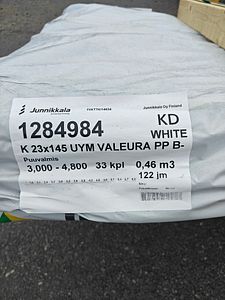 Junnikkala
Junnikkala Oy Finland
1284984
KD
WHITE
K 23x145 UYM VALEURA PP B-
Puuvalmis
3,000 - 4,800 33 kpl 0,46 m3
122 jm